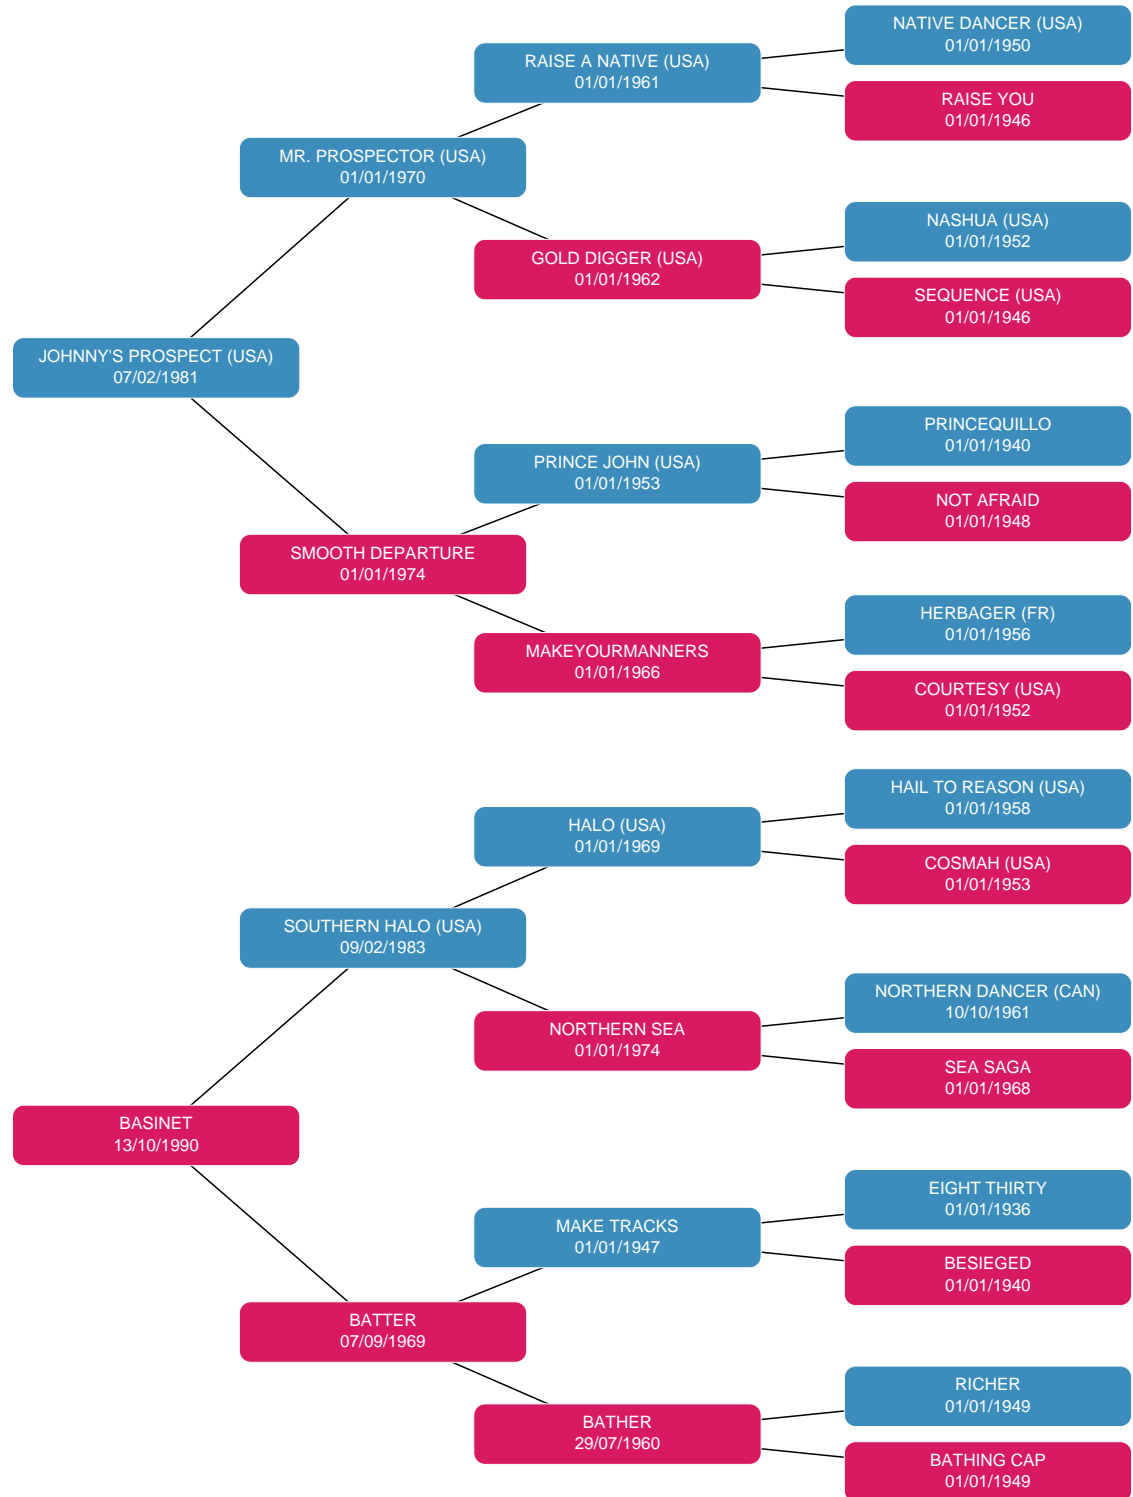 NATIVE DANCER (USA)
01/01/1950
RAISE A NATIVE (USA)
01/01/1961
RAISE YOU
01/01/1946
MR. PROSPECTOR (USA)
01/01/1970
NASHUA (USA)
01/01/1952
GOLD DIGGER (USA)
01/01/1962
SEQUENCE (USA)
01/01/1946
JOHNNY'S PROSPECT (USA)
07/02/1981
PRINCEQUILLO
01/01/1940
PRINCE JOHN (USA)
01/01/1953
NOT AFRAID
01/01/1948
SMOOTH DEPARTURE
01/01/1974
HERBAGER (FR)
01/01/1956
MAKEYOURMANNERS
01/01/1966
COURTESY (USA)
01/01/1952
HAIL TO REASON (USA)
01/01/1958
HALO (USA)
01/01/1969
COSMAH (USA)
01/01/1953
SOUTHERN HALO (USA)
09/02/1983
NORTHERN DANCER (CAN)
10/10/1961
NORTHERN SEA
01/01/1974
SEA SAGA
01/01/1968
BASINET
13/10/1990
EIGHT THIRTY
01/01/1936
MAKE TRACKS
01/01/1947
BESIEGED
01/01/1940
BATTER
07/09/1969
RICHER
01/01/1949
BATHER
29/07/1960
BATHING CAP
01/01/1949